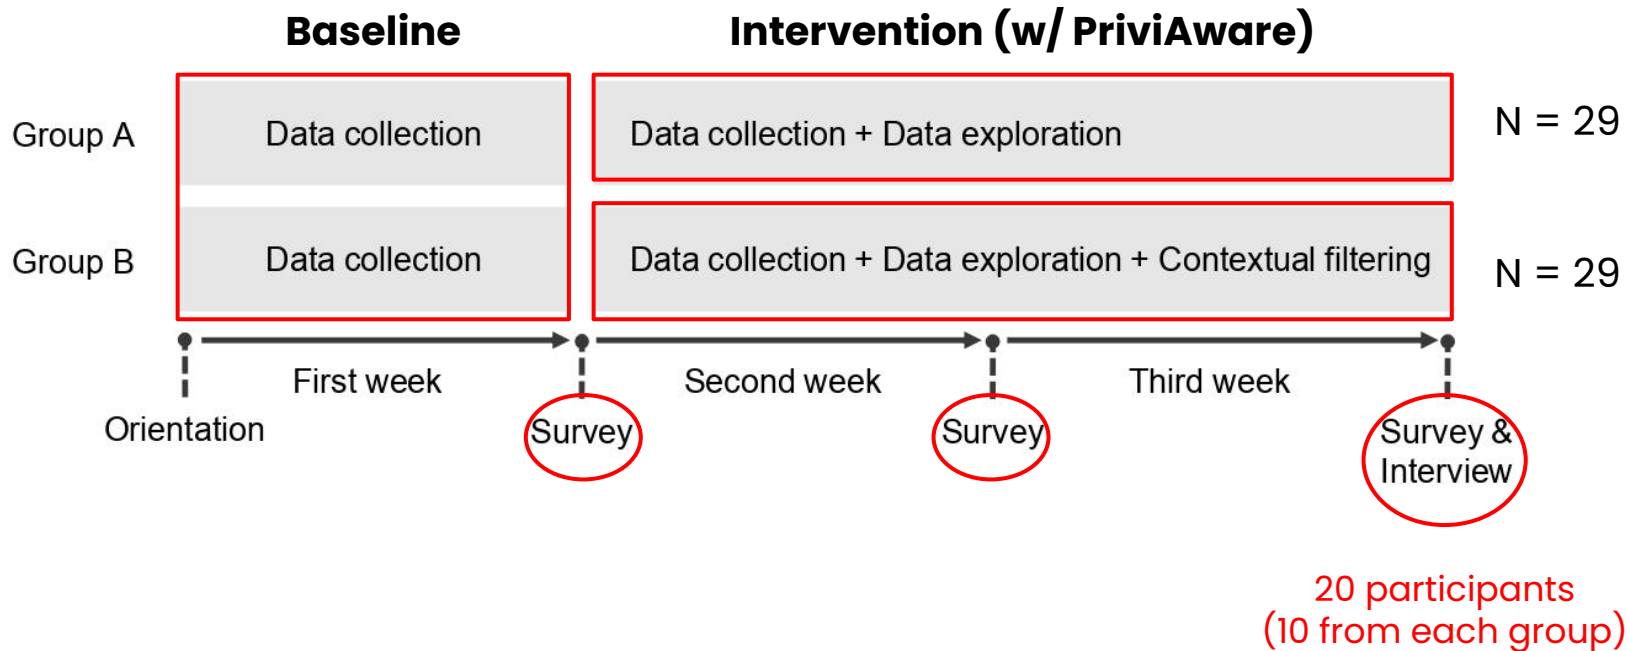 Baseline
Intervention (w/ PriviAware)
Group A
Data collection
Data collection + Data exploration
N = 29
Group B
Data collection
Data collection + Data exploration + Contextual filtering
N = 29
First week
Second week
Third week
Orientation
Survey
Survey
Survey &
Interview
20 participants
(10 from each group)